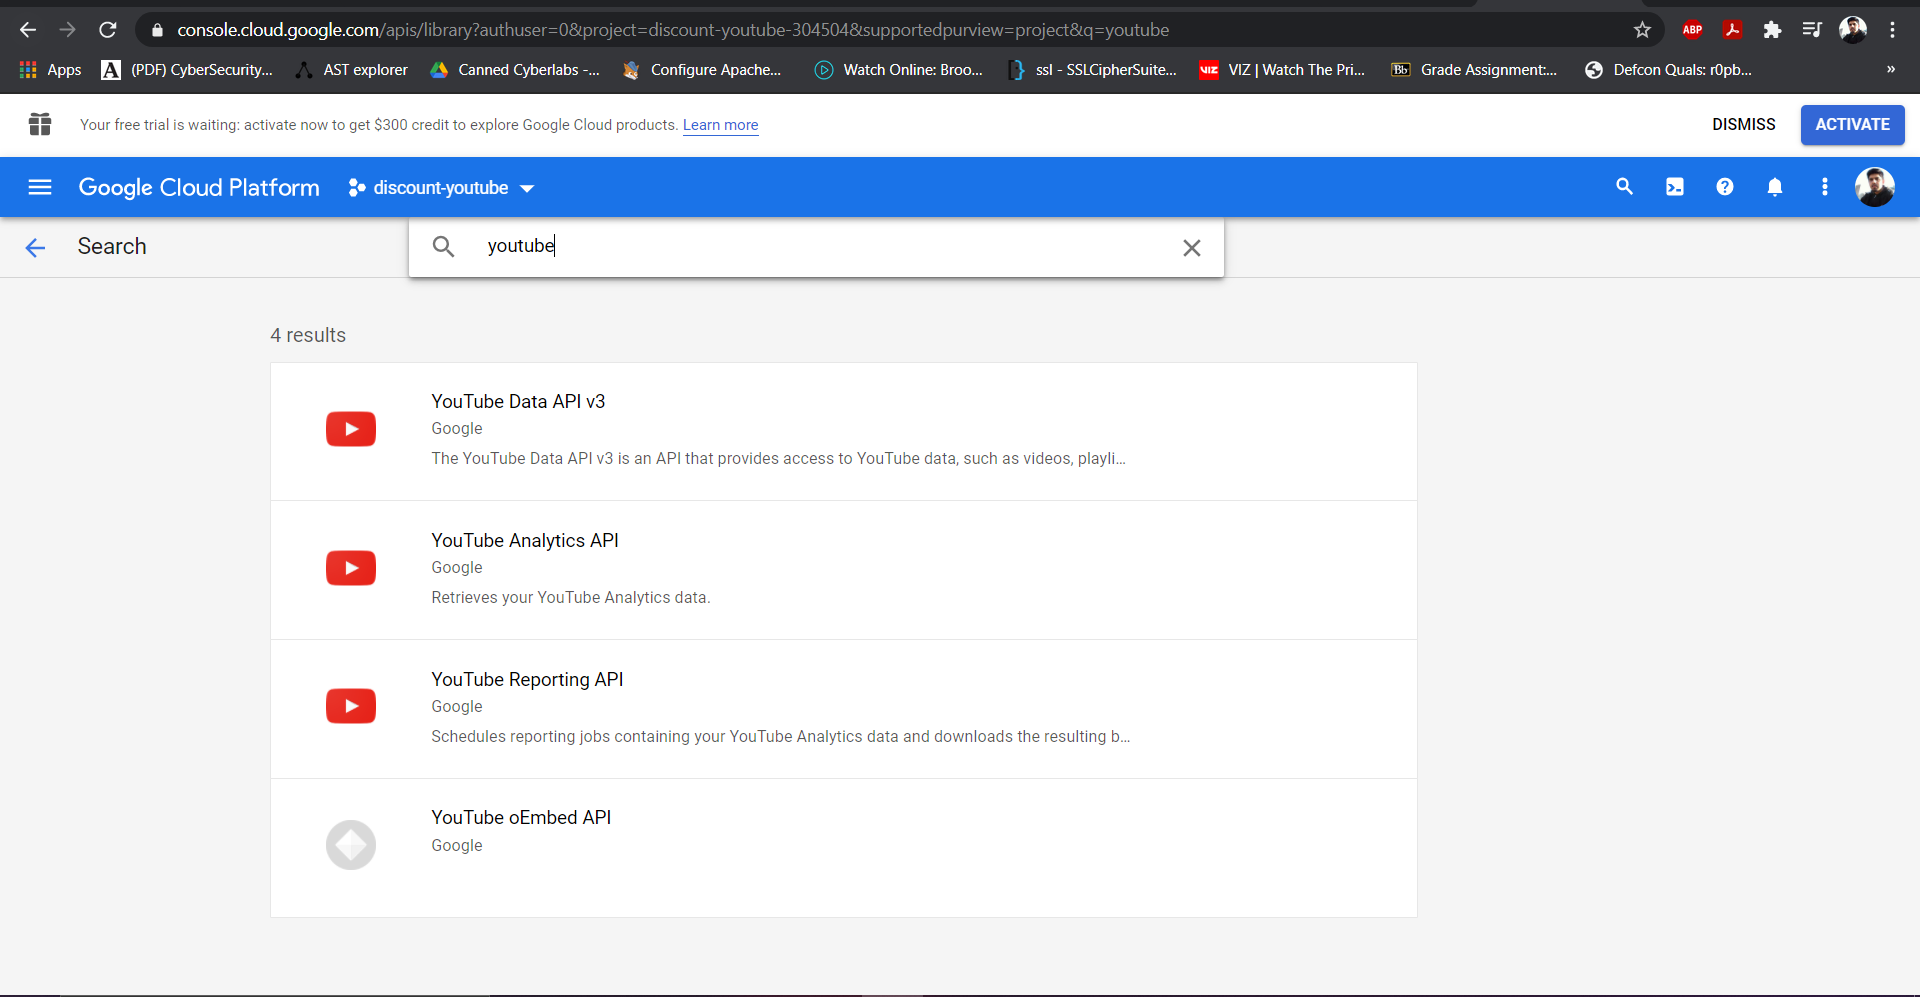 console.cloud.google.com/apis/library?authuser=0&project=discount-youtube-304504&supportedpurview=project&q=youtube
ABP
Apps A (PDF) CyberSecurity... AST explorer Canned Cyberlabs -... Configure Apache... Watch Online: Broo... ssl - SSLCipherSuite... VIZ VIZ | Watch The Pri... Bb Grade Assignment:... Defcon Quals: r0pb... »
Your free trial is waiting: activate now to get $300 credit to explore Google Cloud products. Learn more DISMISS ACTIVATE
Google Cloud Platform discount-youtube
Search youtube
4 results
YouTube Data API v3
Google
The YouTube Data API v3 is an API that provides access to YouTube data, such as videos, playli...
YouTube Analytics API
Google
Retrieves your YouTube Analytics data.
YouTube Reporting API
Google
Schedules reporting jobs containing your YouTube Analytics data and downloads the resulting b...
YouTube oEmbed API
Google